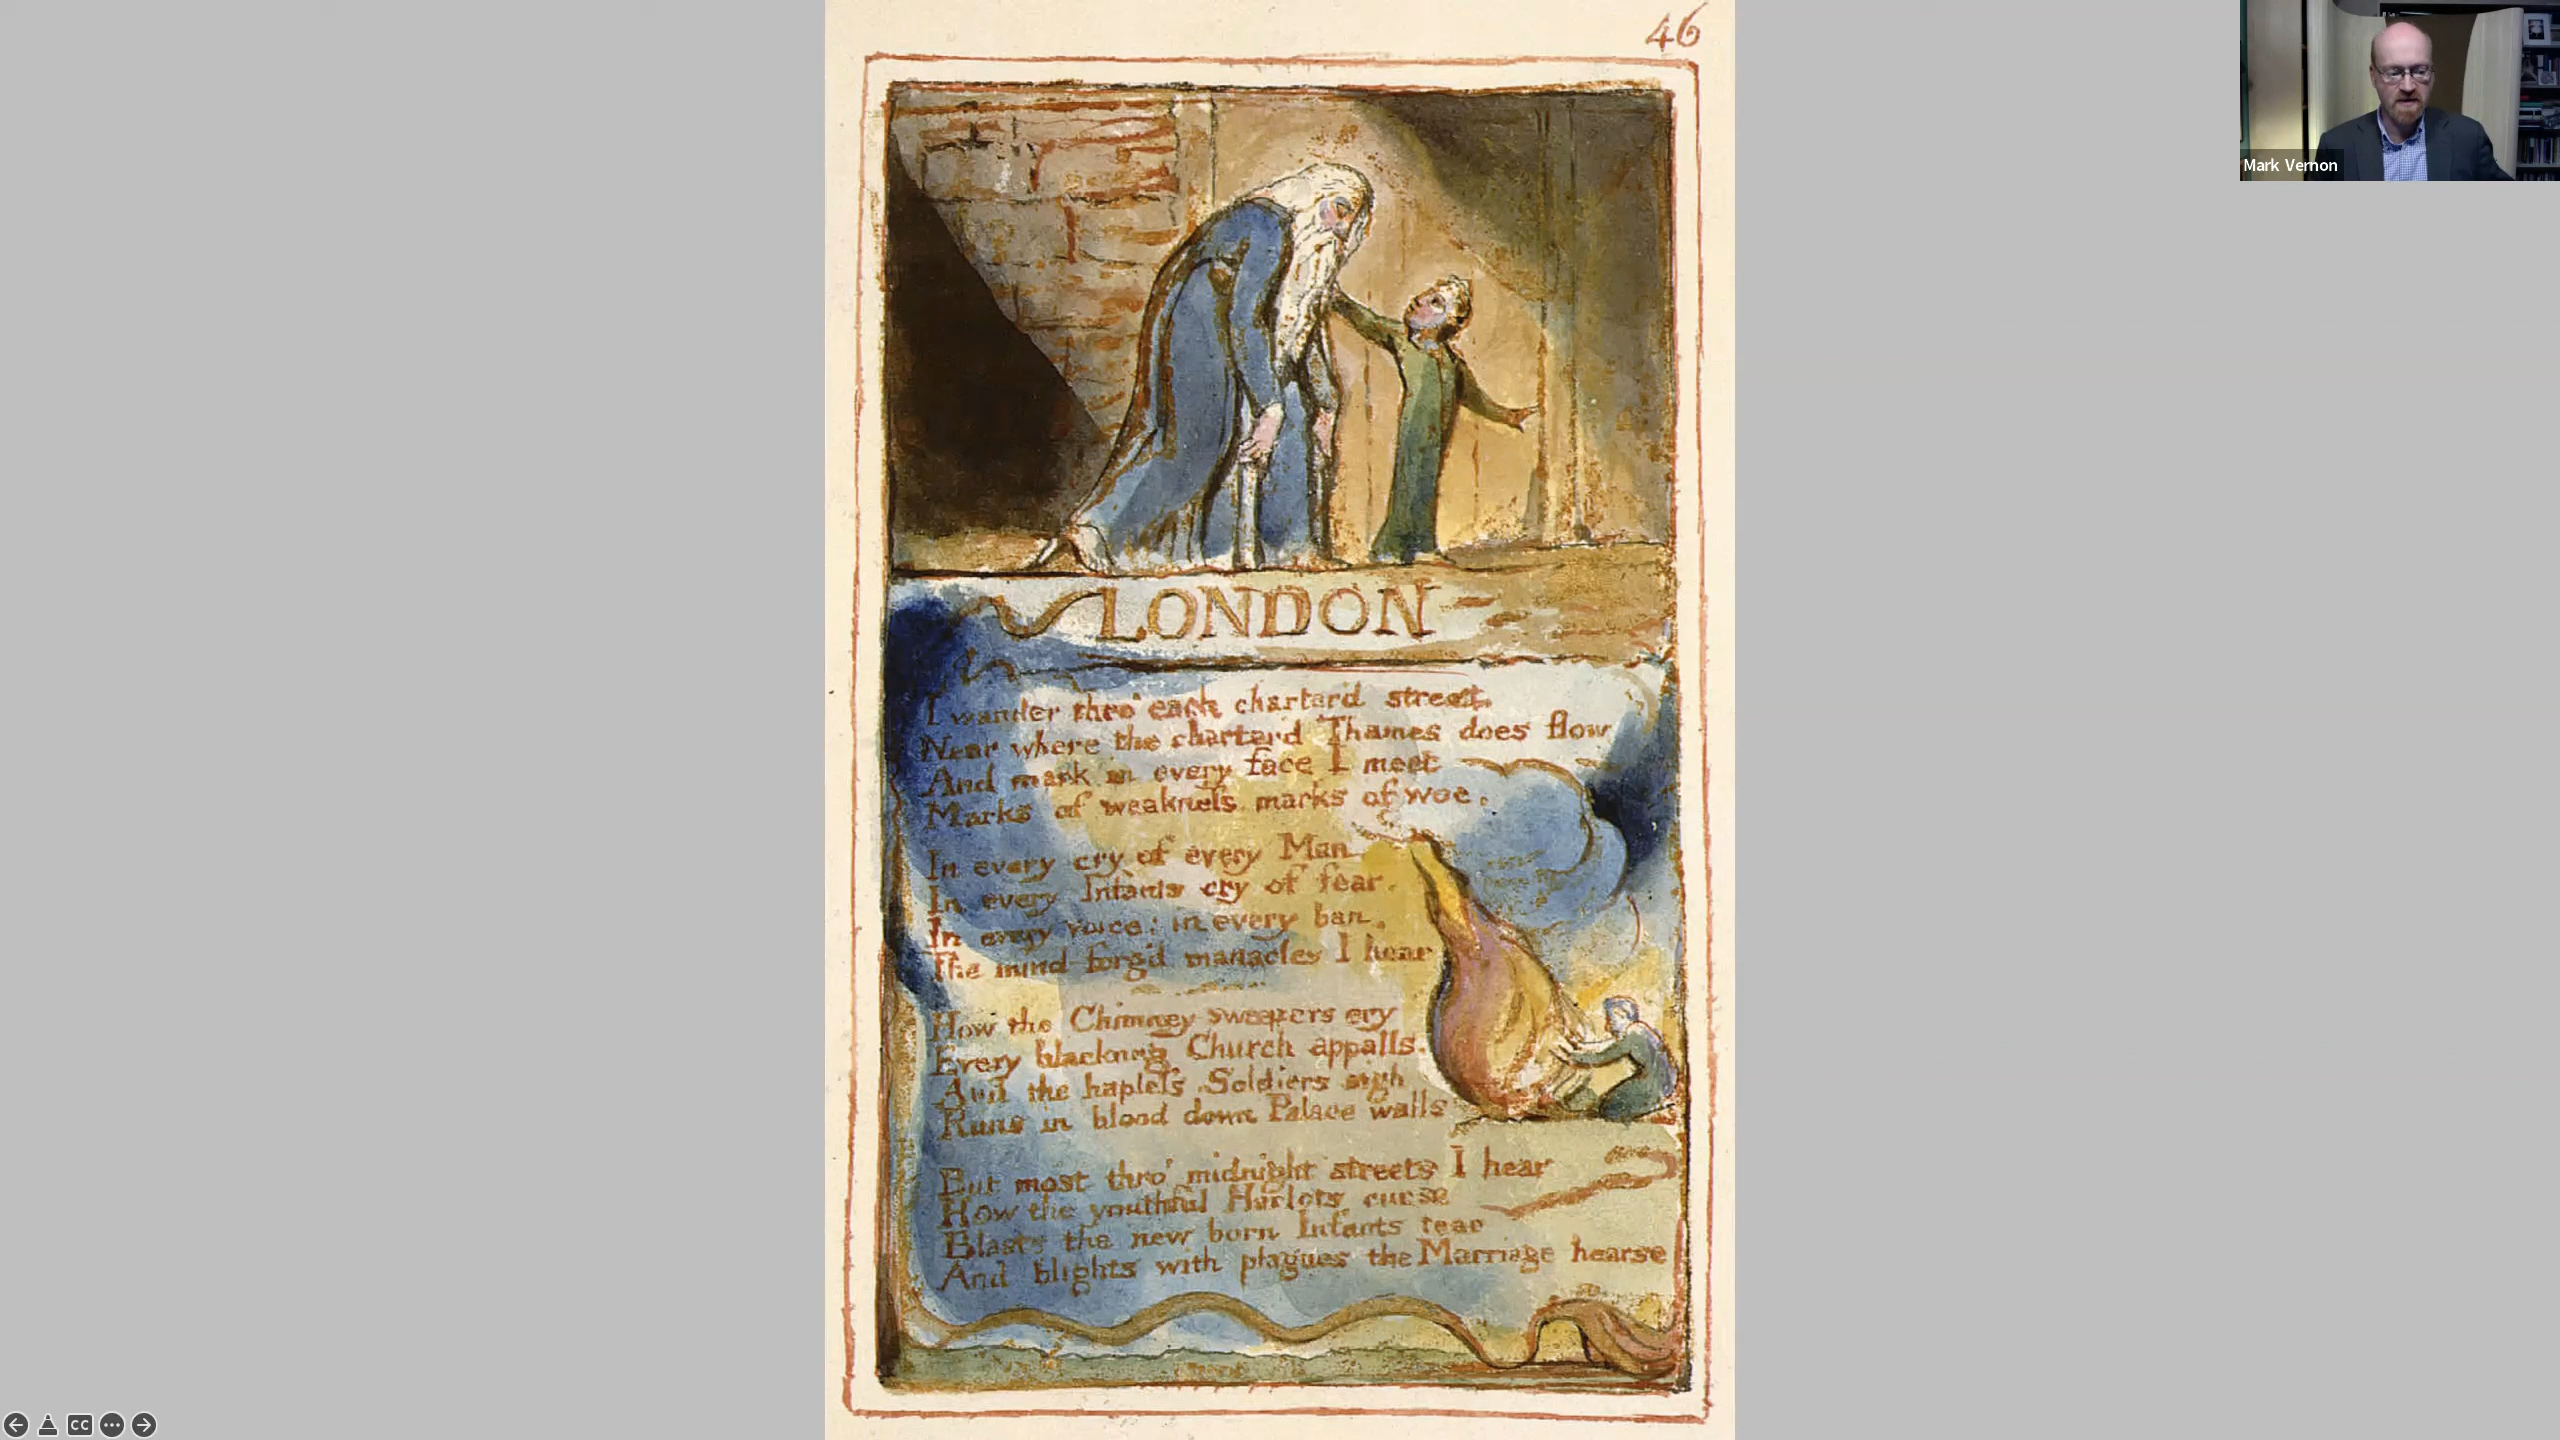 46
Mark Vernon
LONDON
I wander thro' each charter'd street,
Near where the charter'd Thames does flow
And mark in every face I meet
Marks of weakneſs, marks of woe.
In every cry of every Man,
In every Infants cry of fear,
In every voice: in every ban,
The mind-forg'd manacles I hear
How the Chimney-sweepers cry
Every blackning Church appalls,
And the hapleſs Soldiers sigh
Runs in blood down Palace walls
But most thro' midnight streets I hear
How the youthful Harlots curse
Blasts the new born Infants tear
And blights with plagues the Marriage hearse
CC